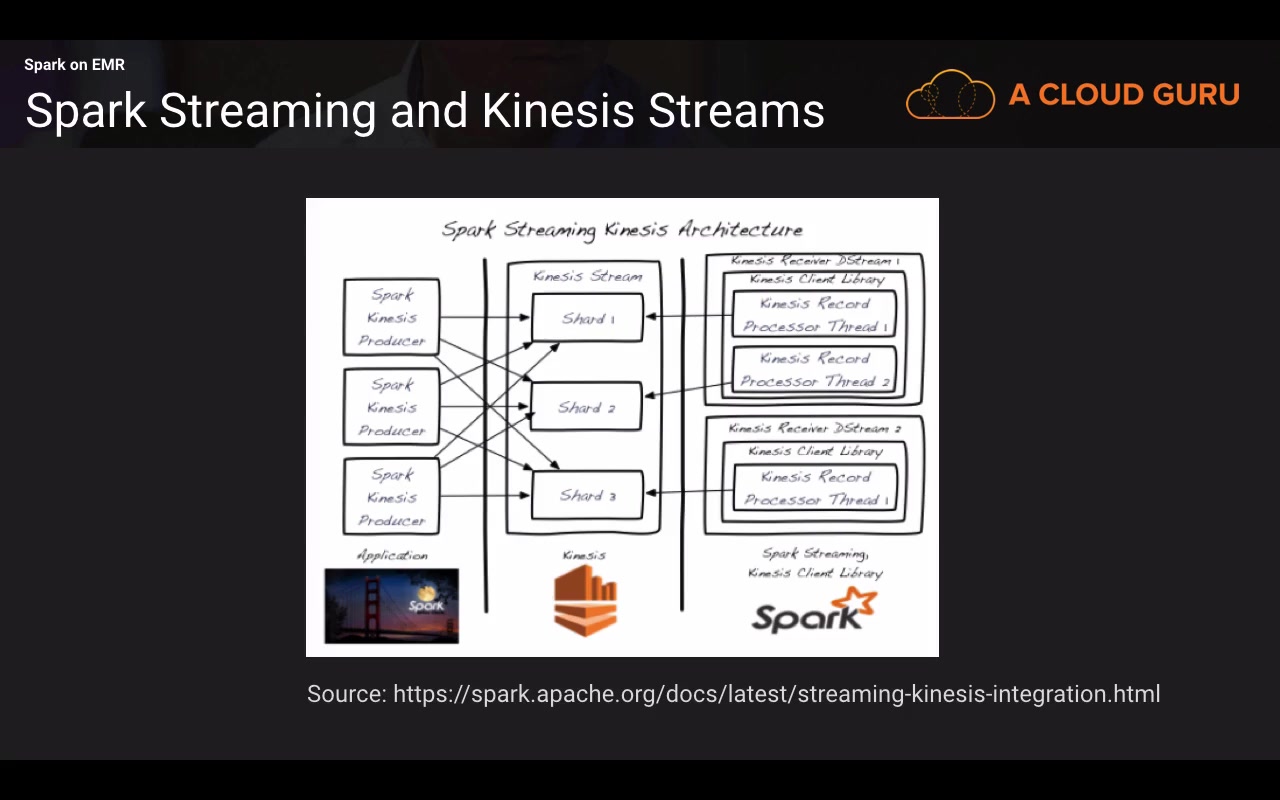 Spark on EMR
Spark Streaming and Kinesis Streams
A CLOUD GURU
Spark Streaming Kinesis Architecture
Spark
Kinesis
Producer
Spark
Kinesis
Producer
Spark
Kinesis
Producer
Application
Spark
Kinesis Stream
Shard 1
Shard 2
Shard 3
Kinesis
Kinesis Receiver DStream 1
Kinesis Client Library
Kinesis Record
Processor Thread 1
Kinesis Record
Processor Thread 2
Kinesis Receiver DStream 2
Kinesis Client Library
Kinesis Record
Processor Thread 1
Spark Streaming,
Kinesis Client Library
Spark
Source: https://spark.apache.org/docs/latest/streaming-kinesis-integration.html